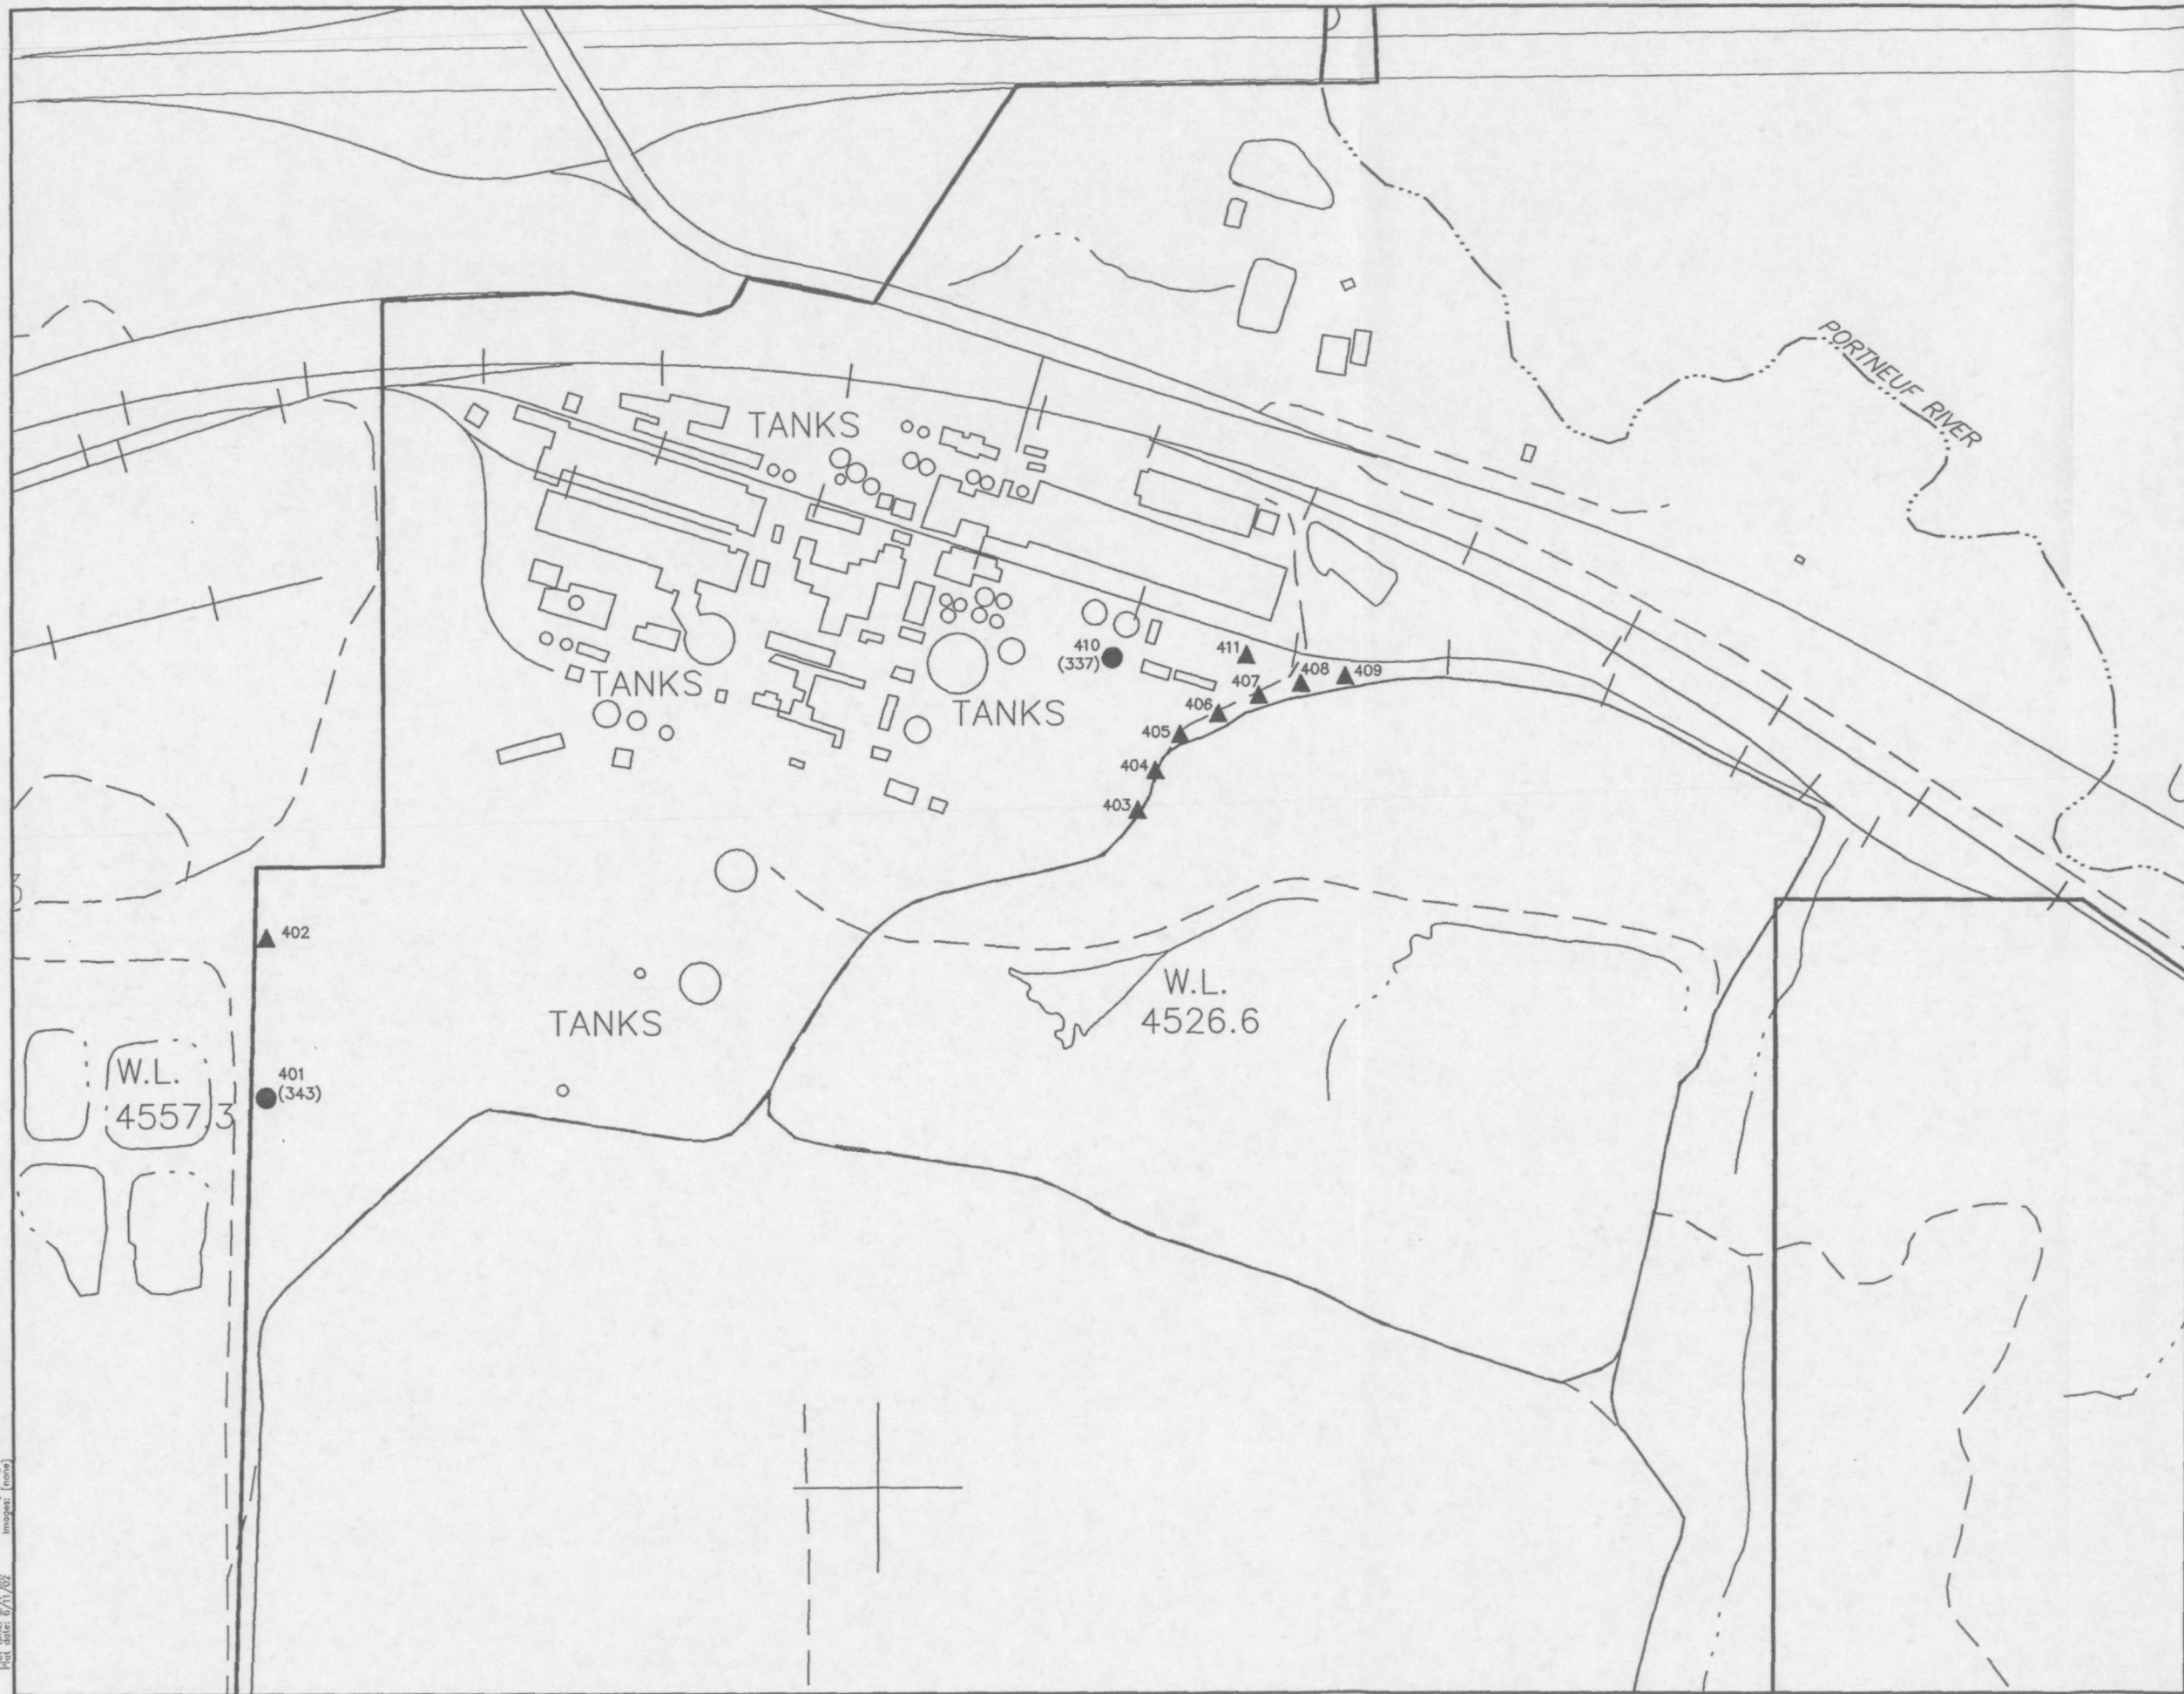 PORTNEUF RIVER
TANKS
410
(337)
411
408
409
407
406
405
404
403
TANKS
TANKS
402
W.L.
4526.6
TANKS
401
(343)
W.L.
4557.3
Plot date: 6/11/02 Images: [none]